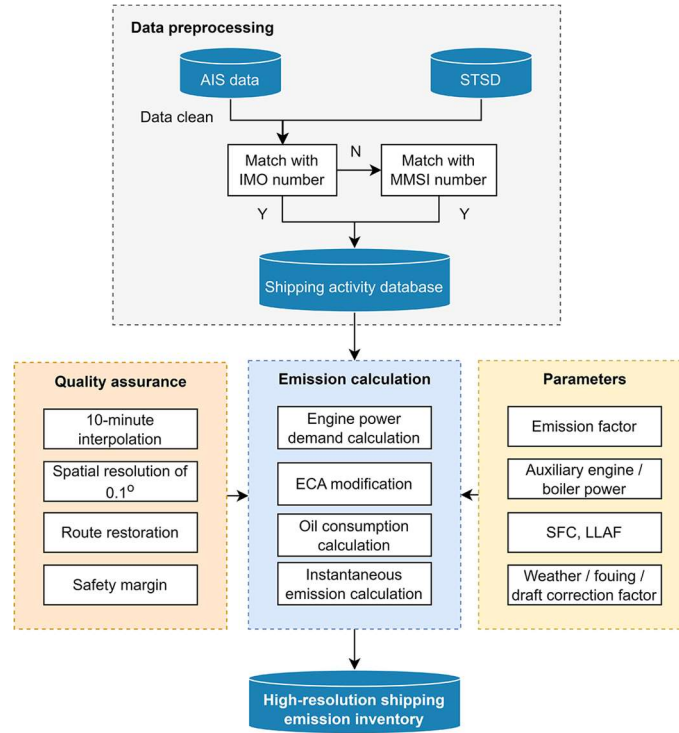 Data preprocessing
AIS data
STSD
Data clean
Match with
IMO number
N
Match with
MMSI number
Y
Y
Shipping activity database
Quality assurance
10-minute
interpolation
Spatial resolution of
0.1⁰
Route restoration
Safety margin
Emission calculation
Engine power
demand calculation
ECA modification
Oil consumption
calculation
Instantaneous
emission calculation
Parameters
Emission factor
Auxiliary engine /
boiler power
SFC, LLAF
Weather / fouing /
draft correction factor
High-resolution shipping
emission inventory